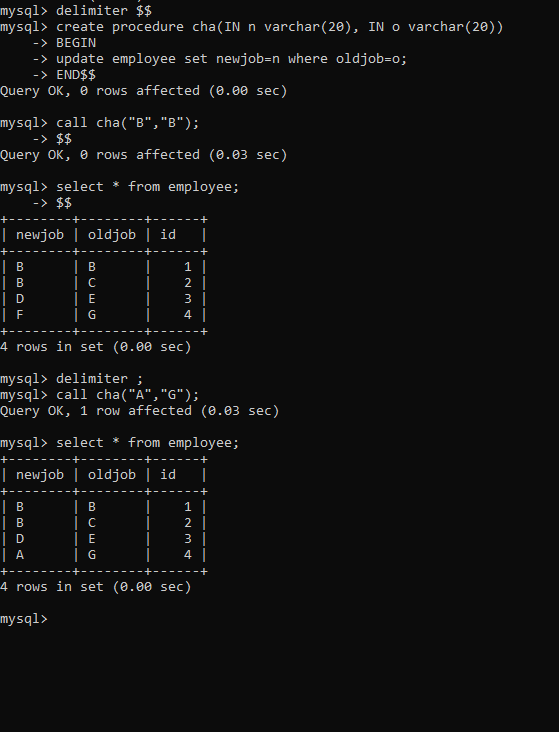 mysql> delimiter $$
mysql> create procedure cha(IN n varchar(20), IN o varchar(20))
    -> BEGIN
    -> update employee set newjob=n where oldjob=o;
    -> END$$
Query OK, 0 rows affected (0.00 sec)

mysql> call cha("B","B");
    -> $$
Query OK, 0 rows affected (0.03 sec)

mysql> select * from employee;
    -> $$
+--------+--------+------+
| newjob | oldjob | id   |
+--------+--------+------+
| B      | B      |    1 |
| B      | C      |    2 |
| D      | E      |    3 |
| F      | G      |    4 |
+--------+--------+------+
4 rows in set (0.00 sec)

mysql> delimiter ;
mysql> call cha("A","G");
Query OK, 1 row affected (0.03 sec)

mysql> select * from employee;
+--------+--------+------+
| newjob | oldjob | id   |
+--------+--------+------+
| B      | B      |    1 |
| B      | C      |    2 |
| D      | E      |    3 |
| A      | G      |    4 |
+--------+--------+------+
4 rows in set (0.00 sec)

mysql>